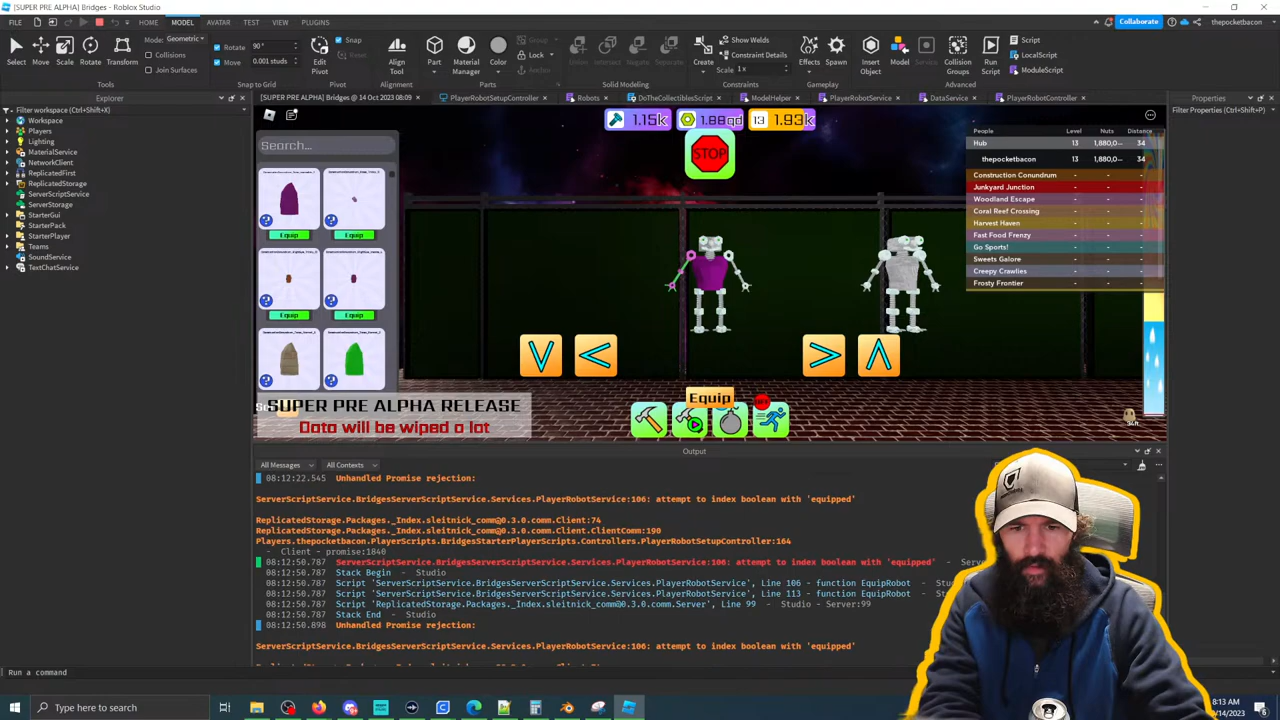 [SUPER PRE ALPHA] Bridges - Roblox Studio
FILE HOME MODEL AVATAR TEST VIEW PLUGINS
Collaborate thepocketbacon
Mode: Geometric
Collisions
Join Surfaces
Select Move Scale Rotate Transform
Tools
Rotate 90°
Move 0.001 studs
Snap to Grid
Snap
Edit Pivot
Pivot
Align Tool
Alignment
Part Material Manager Color
Group
Lock
Anchor
Parts
Union Intersect Negate Separate
Solid Modeling
Create
Show Welds
Constraint Details
Scale 1 x
Constraints
Effects Spawn
Gameplay
Insert Object Model Service Collision Groups Run Script
Script
LocalScript
ModuleScript
Advanced
Explorer
Filter workspace (Ctrl+Shift+X)
Workspace
Players
Lighting
MaterialService
NetworkClient
ReplicatedFirst
ReplicatedStorage
ServerScriptService
ServerStorage
StarterGui
StarterPack
StarterPlayer
Teams
SoundService
TextChatService
[SUPER PRE ALPHA] Bridges @ 14 Oct 2023 08:09 PlayerRobotSetupController Robots DoTheCollectiblesScript ModelHelper PlayerRobotService DataService PlayerRobotController
Properties
Filter Properties (Ctrl+Shift+P)
1.15k 1.88qd 13 1.93k
STOP
Search...
Equip Equip
Equip Equip
People Level Nuts Distance
Hub 13 1,880,0... 34
thepocketbacon 13 1,880,0... 34
Construction Conundrum - - -
Junkyard Junction - - -
Woodland Escape - - -
Coral Reef Crossing - - -
Harvest Haven - - -
Fast Food Frenzy - - -
Go Sports! - - -
Sweets Galore - - -
Creepy Crawlies - - -
Frosty Frontier - - -
Equip
SUPER PRE ALPHA RELEASE
Data will be wiped a lot
Output
All Messages All Contexts
08:12:22.545 Unhandled Promise rejection:
ServerScriptService.BridgesServerScriptService.Services.PlayerRobotService:106: attempt to index boolean with 'equipped'
ReplicatedStorage.Packages._Index.sleitnick_comm@0.3.0.comm.Client:74
ReplicatedStorage.Packages._Index.sleitnick_comm@0.3.0.comm.Client.ClientComm:190
Players.thepocketbacon.PlayerScripts.BridgesStarterPlayerScripts.Controllers.PlayerRobotSetupController:164
- Client - promise:1840
08:12:50.787 ServerScriptService.BridgesServerScriptService.Services.PlayerRobotService:106: attempt to index boolean with 'equipped' - Serv
08:12:50.787 Stack Begin - Studio
08:12:50.787 Script 'ServerScriptService.BridgesServerScriptService.Services.PlayerRobotService', Line 106 - function EquipRobot - Stu
08:12:50.787 Script 'ServerScriptService.BridgesServerScriptService.Services.PlayerRobotService', Line 113 - function EquipRobot - Stu
08:12:50.787 Script 'ReplicatedStorage.Packages._Index.sleitnick_comm@0.3.0.comm.Server', Line 99 - Studio - Server:99
08:12:50.787 Stack End - Studio
08:12:50.898 Unhandled Promise rejection:
ServerScriptService.BridgesServerScriptService.Services.PlayerRobotService:106: attempt to index boolean with 'equipped'
Run a command
Type here to search
8:13 AM
/14/2023